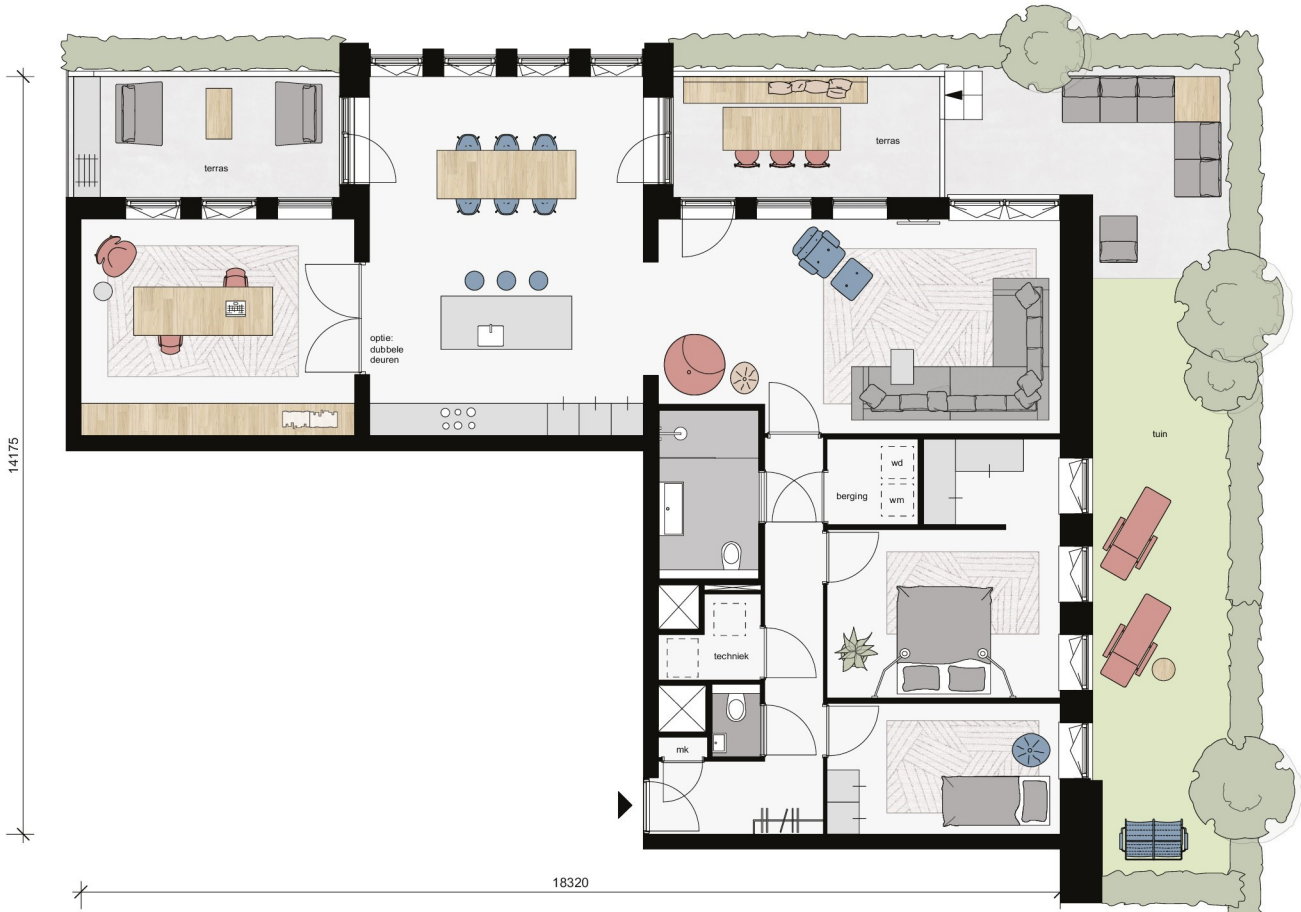 terras
terras
optie:
dubbele
deuren
14175
tuin
wd
berging
wm
techniek
mk
18320